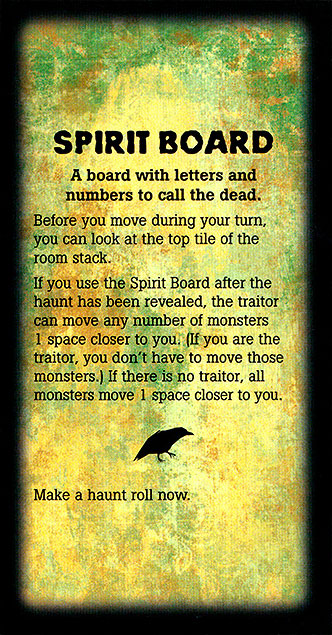 SPIRIT BOARD
A board with letters and
numbers to call the dead.
Before you move during your turn,
you can look at the top tile of the
room stack.
If you use the Spirit Board after the
haunt has been revealed, the traitor
can move any number of monsters
1 space closer to you. (If you are the
traitor, you don't have to move those
monsters.) If there is no traitor, all
monsters move 1 space closer to you.
Make a haunt roll now.